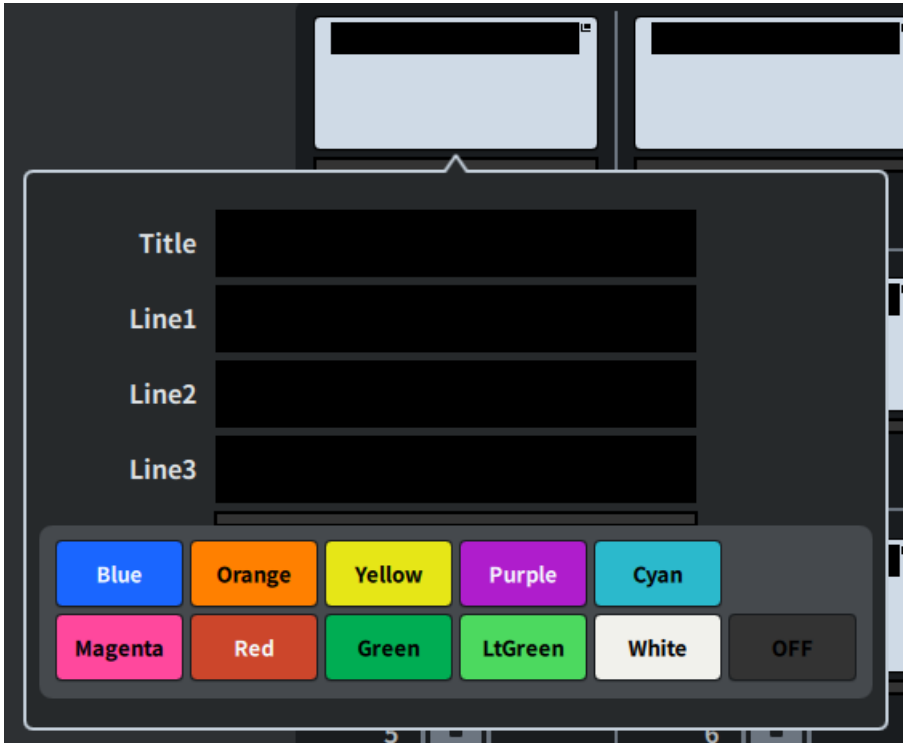 Title
Line1
Line2
Line3
Blue Orange Yellow Purple Cyan
Magenta Red Green LtGreen White OFF
5 6